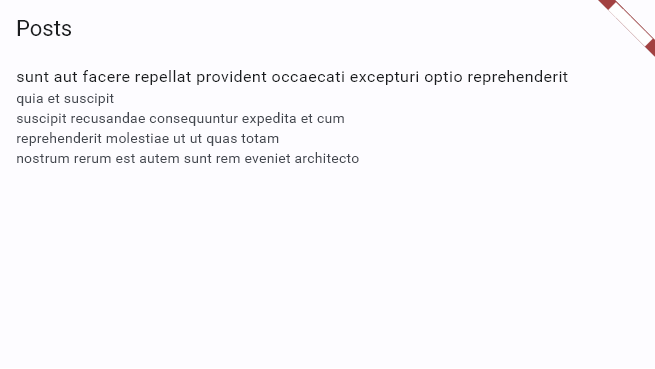 Posts
sunt aut facere repellat provident occaecati excepturi optio reprehenderit
quia et suscipit
suscipit recusandae consequuntur expedita et cum
reprehenderit molestiae ut ut quas totam
nostrum rerum est autem sunt rem eveniet architecto